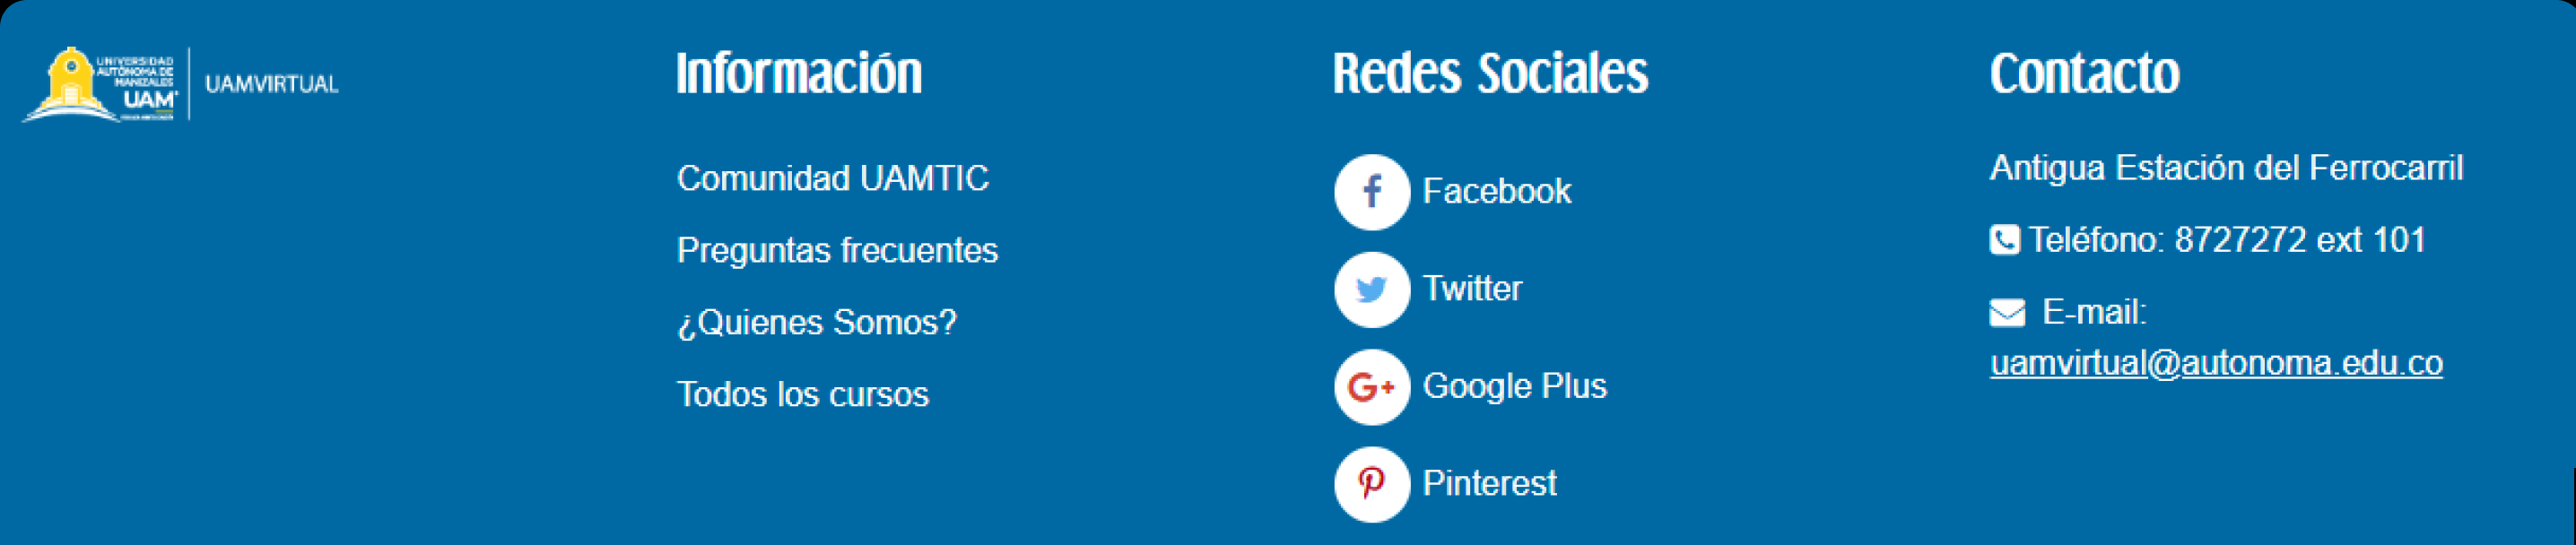 UNIVERSIDAD
AUTÓNOMA DE
MANIZALES
UAM
UAMVIRTUAL
Información
Comunidad UAMTIC
Preguntas frecuentes
¿Quienes Somos?
Todos los cursos
Redes Sociales
Facebook
Twitter
Google Plus
Pinterest
Contacto
Antigua Estación del Ferrocarril
Teléfono: 8727272 ext 101
E-mail:
uamvirtual@autonoma.edu.co